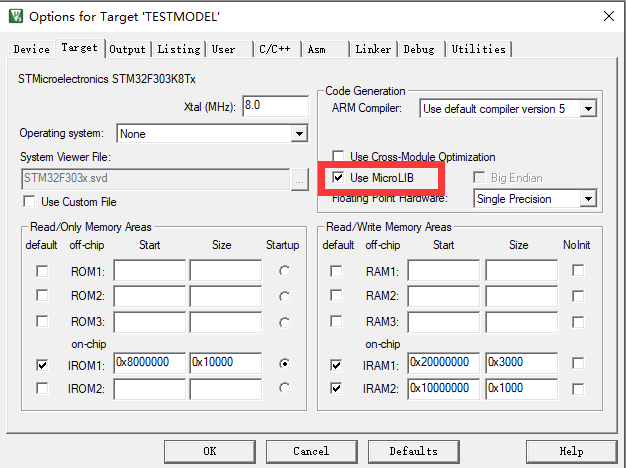 Options for Target 'TESTMODEL'
Device Target Output Listing User C/C++ Asm Linker Debug Utilities
STMicroelectronics STM32F303K8Tx
Xtal (MHz): 8.0
Operating system: None
System Viewer File:
STM32F303x.svd ...
Use Custom File
Code Generation
ARM Compiler: Use default compiler version 5
Use Cross-Module Optimization
Use MicroLIB Big Endian
Floating Point Hardware: Single Precision
Read/Only Memory Areas
default off-chip Start Size Startup
ROM1:
ROM2:
ROM3:
on-chip
IROM1: 0x8000000 0x10000
IROM2:
Read/Write Memory Areas
default off-chip Start Size NoInit
RAM1:
RAM2:
RAM3:
on-chip
IRAM1: 0x20000000 0x3000
IRAM2: 0x10000000 0x1000
OK Cancel Defaults Help